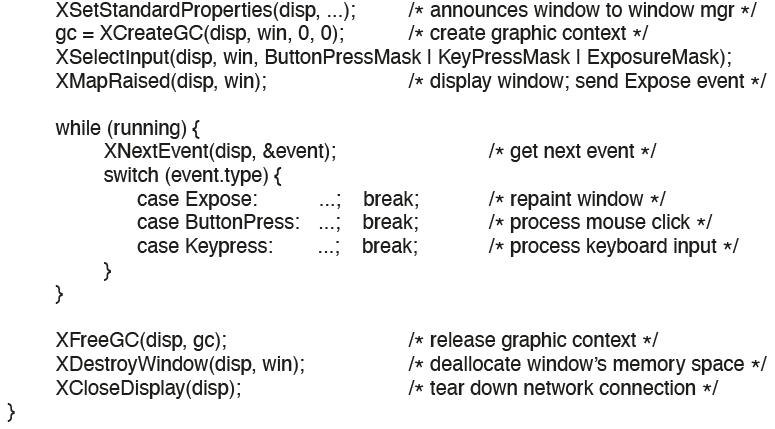 XSetStandardProperties(disp, ...); /* announces window to window mgr */
gc = XCreateGC(disp, win, 0, 0); /* create graphic context */
XSelectInput(disp, win, ButtonPressMask | KeyPressMask | ExposureMask);
XMapRaised(disp, win); /* display window; send Expose event */
while (running) {
XNextEvent(disp, &event); /* get next event */
switch (event.type) {
case Expose: ...; break; /* repaint window */
case ButtonPress: ...; break; /* process mouse click */
case Keypress: ...; break; /* process keyboard input */
}
}
XFreeGC(disp, gc); /* release graphic context */
XDestroyWindow(disp, win); /* deallocate window’s memory space */
XCloseDisplay(disp); /* tear down network connection */
}